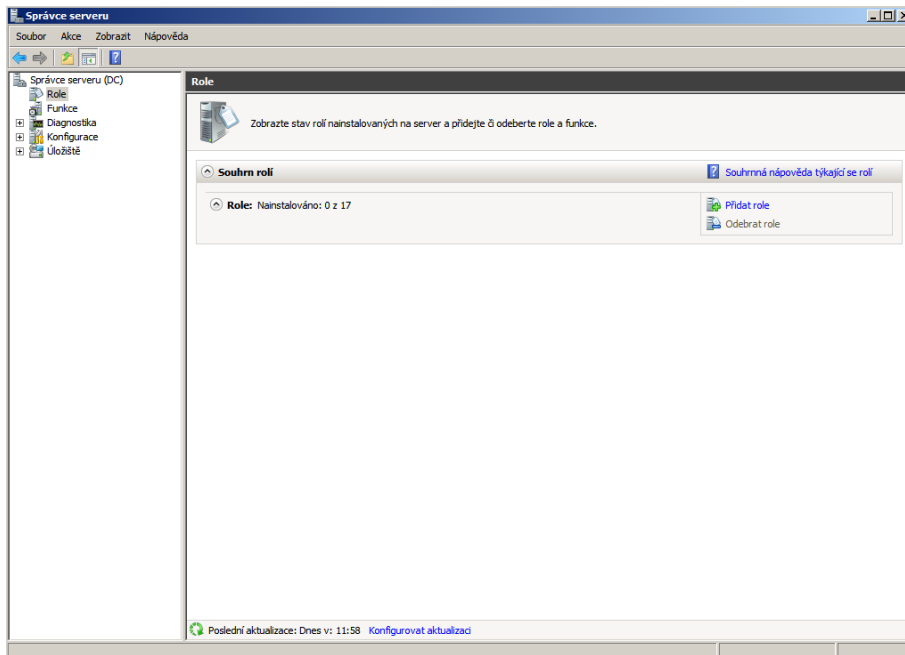 Správce serveru
Soubor Akce Zobrazit Nápověda
Správce serveru (DC)
Role
Funkce
Diagnostika
Konfigurace
Úložiště
Role
Zobrazte stav rolí nainstalovaných na server a přidejte či odeberte role a funkce.
Souhrn rolí
Souhrnná nápověda týkající se rolí
Role: Nainstalováno: 0 z 17
Přidat role
Odebrat role
Poslední aktualizace: Dnes v: 11:58 Konfigurovat aktualizaci